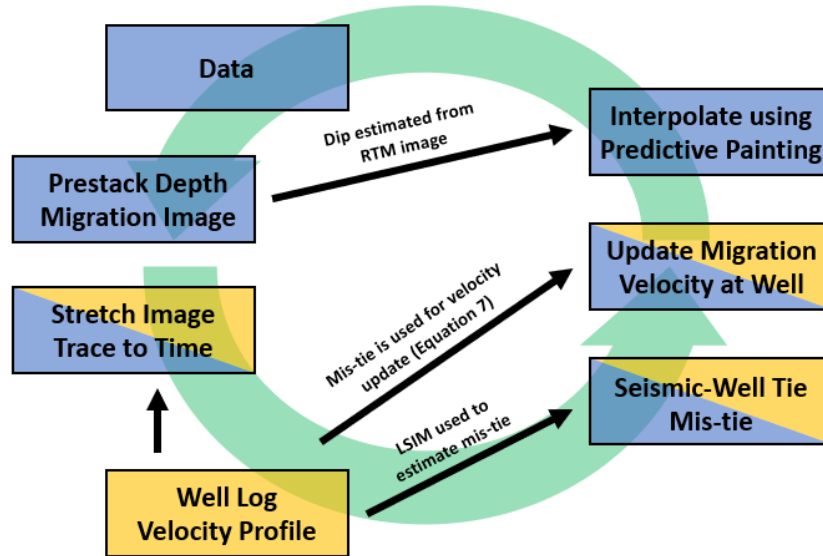 Data
Dip estimated from
RTM image
Interpolate using
Predictive Painting
Prestack Depth
Migration Image
Update Migration
Velocity at Well
Stretch Image
Trace to Time
Mis-tie is used for velocity
update (Equation 7)
Seismic-Well Tie
Mis-tie
LSIM used to
estimate mis-tie
Well Log
Velocity Profile